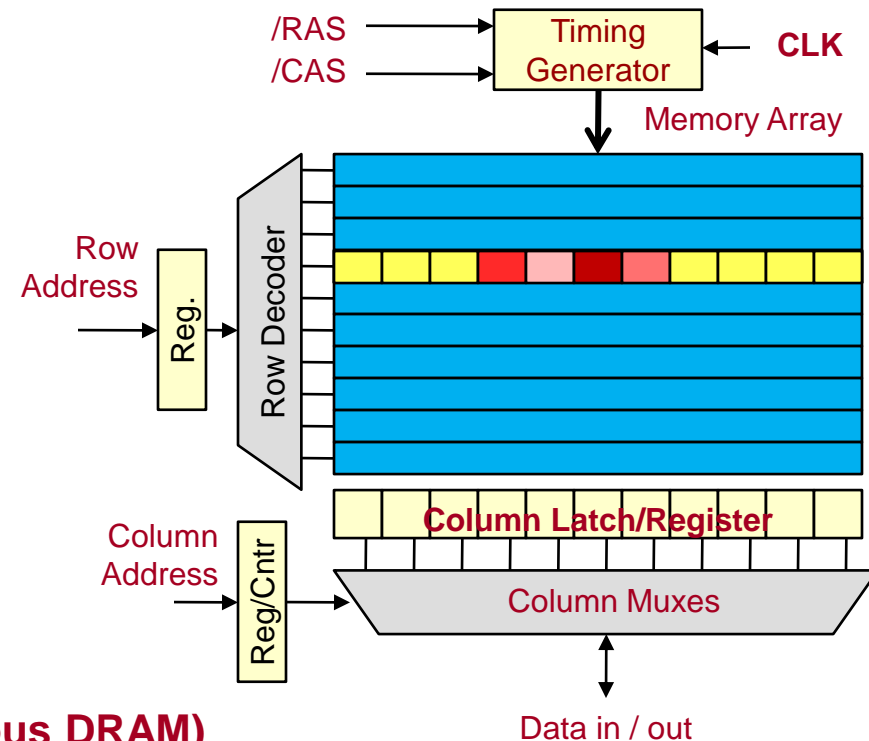 /RAS
/CAS
Timing
Generator
CLK
Memory Array
Row
Address
Reg.
Row Decoder
Column Latch/Register
Column
Address
Reg/Cntr
Column Muxes
Data in / out
DRAM)